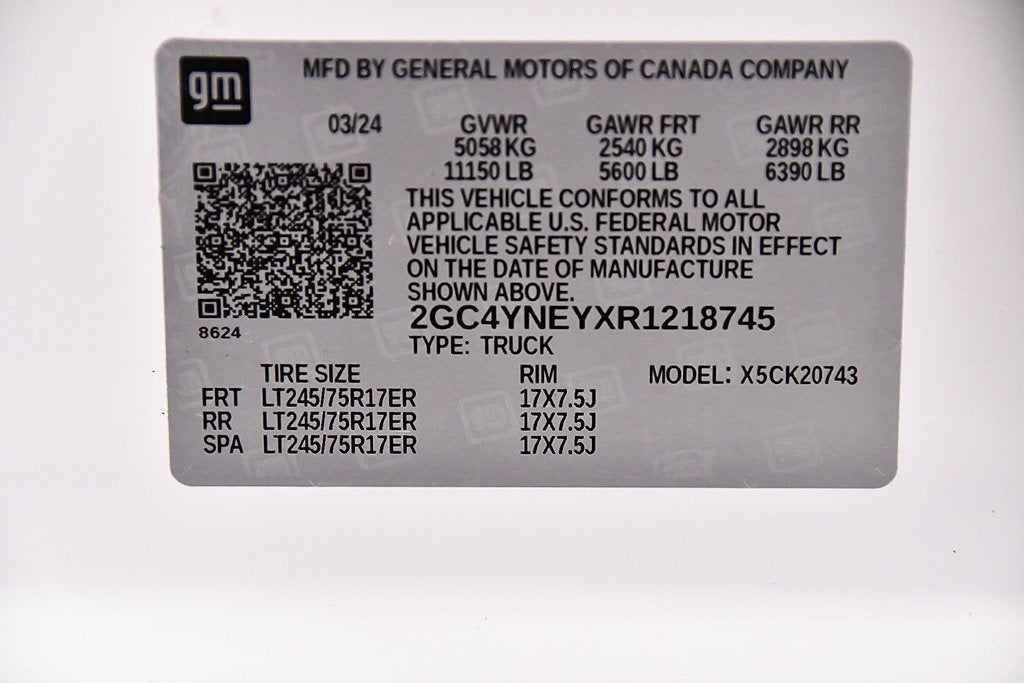 gm
MFD BY GENERAL MOTORS OF CANADA COMPANY
03/24 GVWR GAWR FRT GAWR RR
5058 KG 2540 KG 2898 KG
11150 LB 5600 LB 6390 LB
THIS VEHICLE CONFORMS TO ALL
APPLICABLE U.S. FEDERAL MOTOR
VEHICLE SAFETY STANDARDS IN EFFECT
ON THE DATE OF MANUFACTURE
SHOWN ABOVE.
2GC4YNEYXR1218745
8624
TYPE: TRUCK
TIRE SIZE RIM MODEL: X5CK20743
FRT LT245/75R17ER 17X7.5J
RR LT245/75R17ER 17X7.5J
SPA LT245/75R17ER 17X7.5J